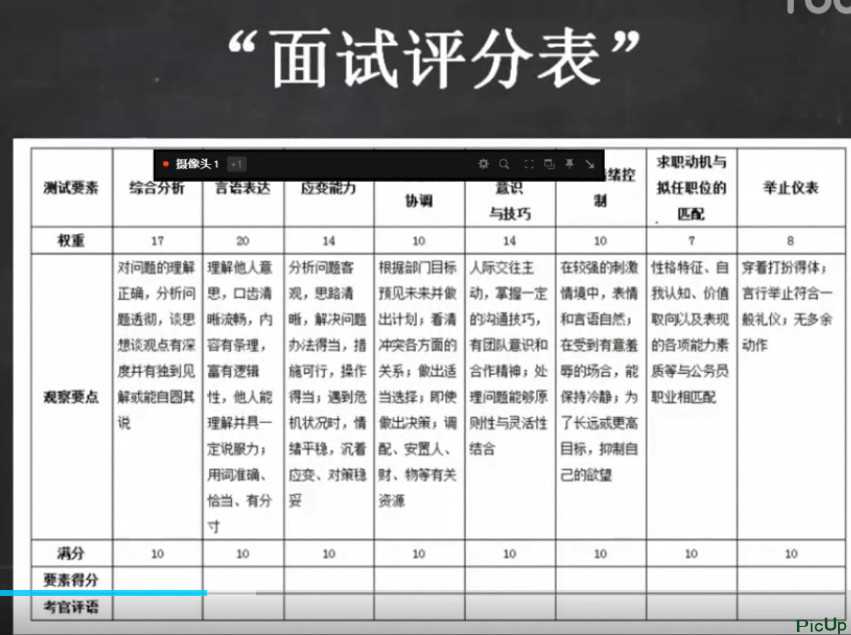 “面试评分表”
摄像头1 +1
测试要素 综合分析 言语表达 应变能力 协调 意识与技巧 绪控制 求职动机与拟任职位的匹配 举止仪表
权重 17 20 14 10 14 10 7 8
观察要点
对问题的理解
正确，分析问
题透彻，谈思
想谈观点有深
度并有独到见
解或能自圆其
说
理解他人意
思，口齿清
晰流畅，内
容有条理，
富有逻辑
性，他人能
理解并具一
定说服力；
用词准确、
恰当、有分
寸
分析问题客
观，思路清
晰，解决问题
办法得当，措
施可行，操作
得当；遇到危
机状况时，情
绪平稳，沉着
应变、对策稳
妥
根据部门目标
预见未来并做
出计划；看清
冲突各方面的
关系；做出适
当选择；即使
做出决策；调
配、安置人、
财、物等有关
资源
人际交往主
动，掌握一定
的沟通技巧，
有团队意识和
合作精神；处
理问题能够原
则性与灵活性
结合
在较强的刺激
情境中，表情
和言语自然；
在受到有意羞
辱的场合，能
保持冷静；为
了长远或更高
目标，抑制自
己的欲望
性格特征、自
我认知、价值
取向以及表现
的各项能力素
质等与公务员
职业相匹配
穿着打扮得体；
言行举止符合一
般礼仪；无多余
动作
满分 10 10 10 10 10 10 10 10
要素得分
考官评语
PicUp